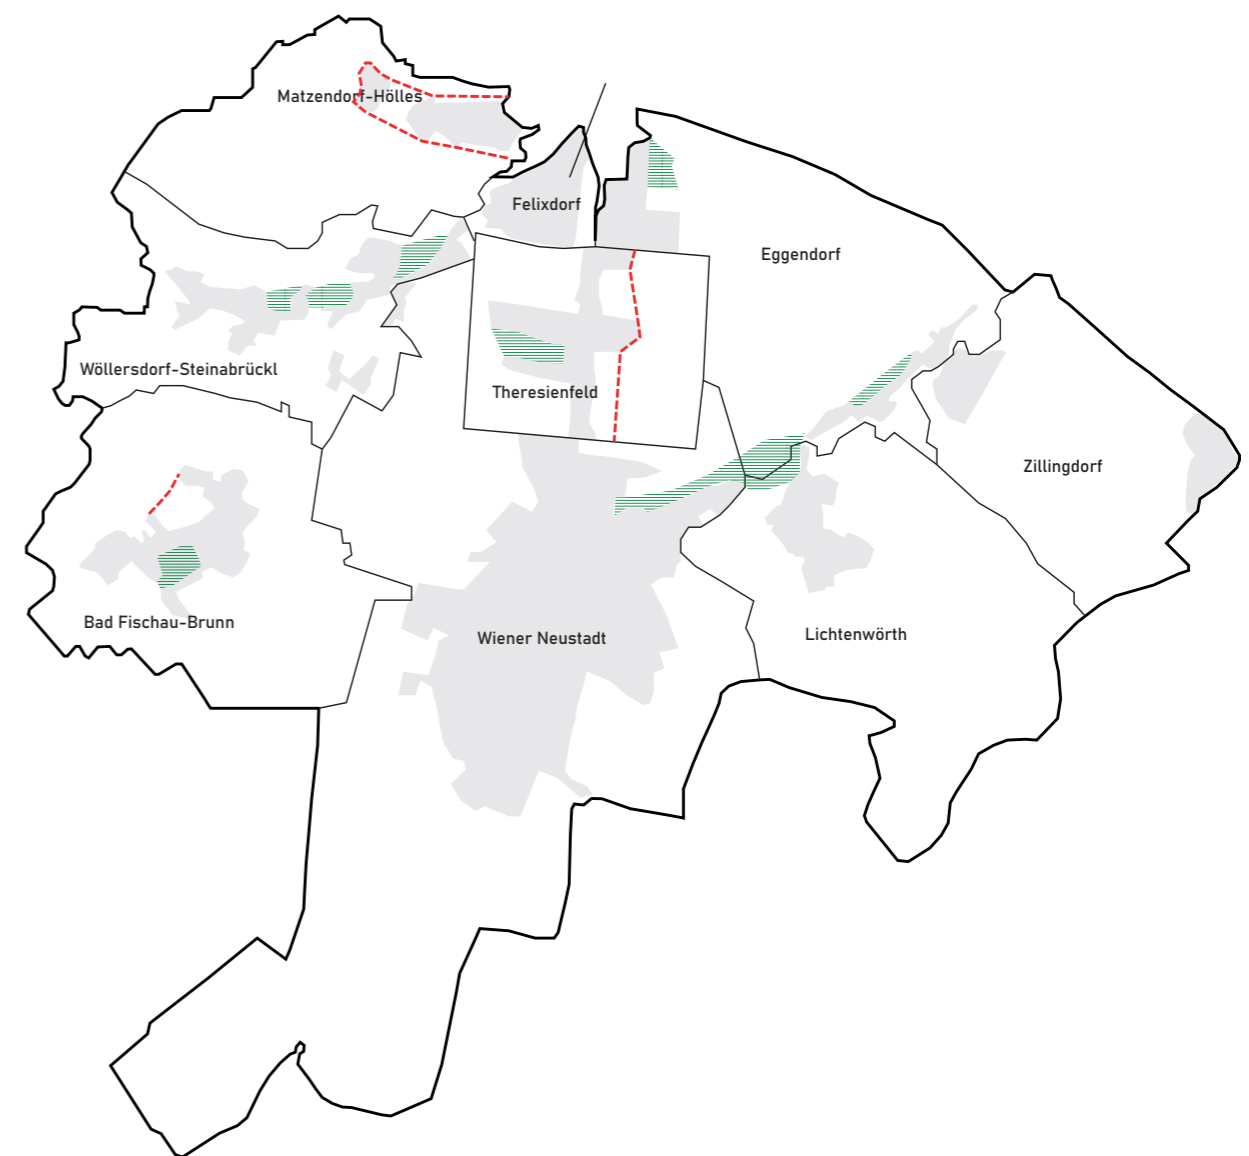 Matzendorf-Hölles
Felixdorf
Eggendorf
Wöllersdorf-Steinabrückl
Theresienfeld
Zillingdorf
Bad Fischau-Brunn
Wiener Neustadt
Lichtenwörth